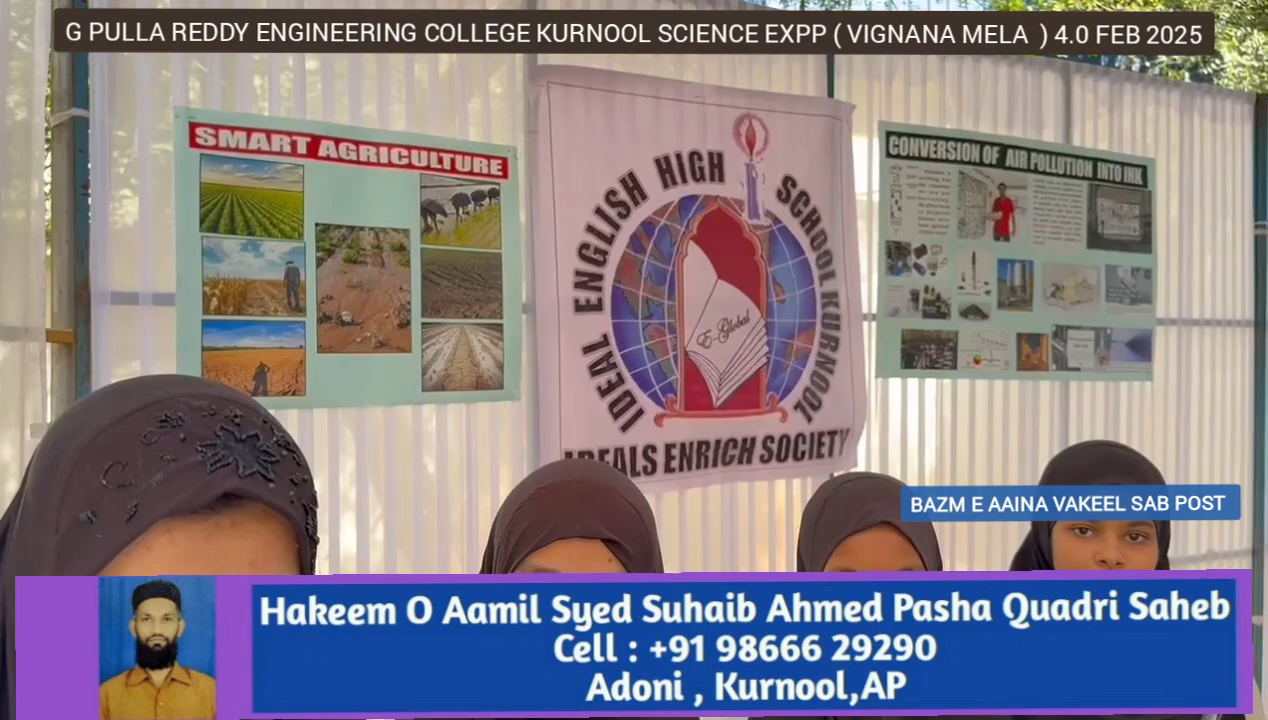 G PULLA REDDY ENGINEERING COLLEGE KURNOOL SCIENCE EXPP ( VIGNANA MELA ) 4.0 FEB 2025
SMART AGRICULTURE
IDEAL ENGLISH HIGH SCHOOL KURNOOL
E-Global
IDEALS ENRICH SOCIETY
CONVERSION OF AIR POLLUTION INTO INK
BAZM E AAINA VAKEEL SAB POST
Hakeem O Aamil Syed Suhaib Ahmed Pasha Quadri Saheb
Cell : +91 98666 29290
Adoni , Kurnool,AP